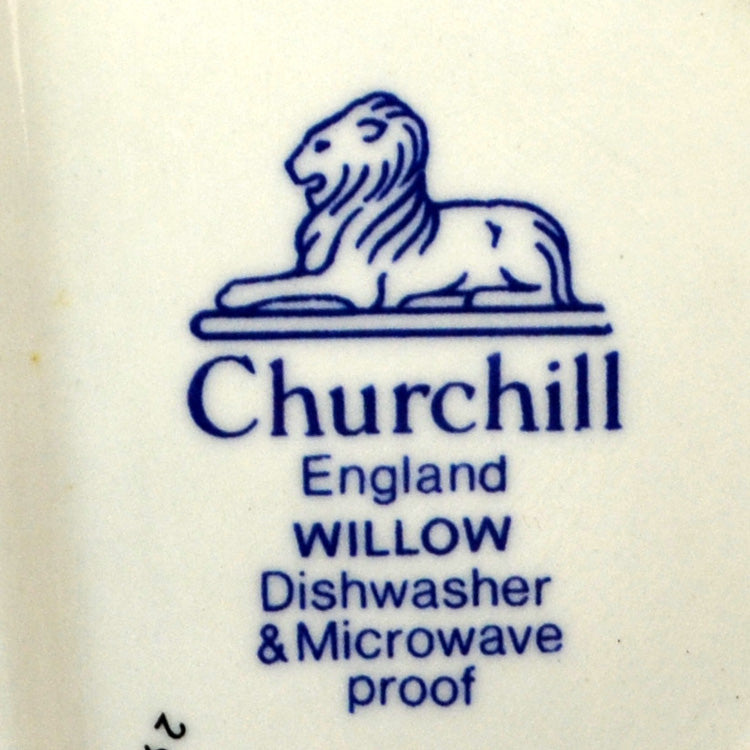 Churchill
England
WILLOW
Dishwasher
& Microwave
proof